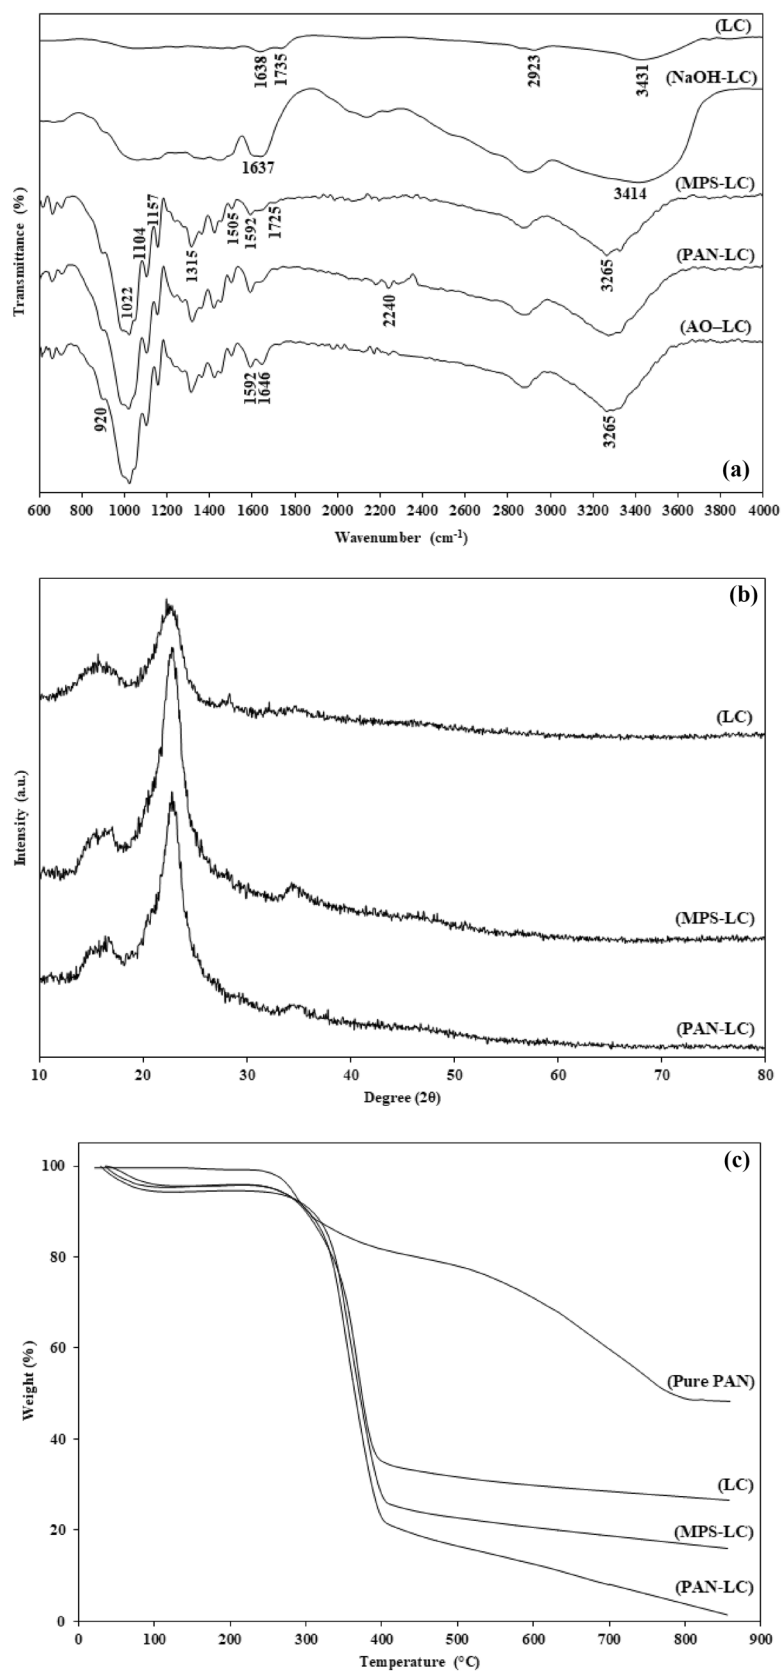 (LC)
1638
1735
2923
3431
(NaOH-LC)
1637
3414
(MPS-LC)
1022
1104
1157
1315
1505
1592
1725
3265
(PAN-LC)
2240
(AO–LC)
920
1592
1646
3265
(a)
Transmittance (%)
600 800 1000 1200 1400 1600 1800 2000 2200 2400 2600 2800 3000 3200 3400 3600 3800 4000
Wavenumber (cm⁻¹)
(b)
(LC)
(MPS-LC)
(PAN-LC)
Intensity (a.u.)
10 20 30 40 50 60 70 80
Degree (2θ)
(c)
100
80
60
40
20
0
Weight (%)
(Pure PAN)
(LC)
(MPS-LC)
(PAN-LC)
0 100 200 300 400 500 600 700 800 900
Temperature (°C)